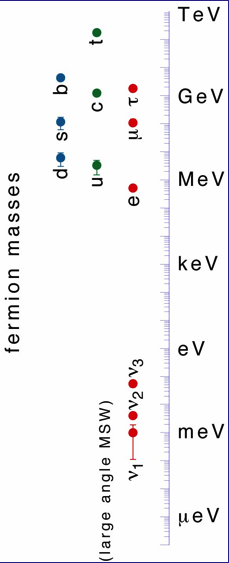 fermion masses
(large angle MSW)
d
s
b
u
c
t
e
μ
τ
ν1
ν2
ν3
TeV
GeV
MeV
keV
eV
meV
μeV